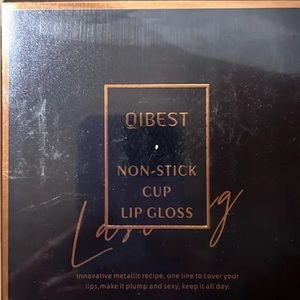 QIBEST
NON-STICK
CUP
LIP GLOSS
Lasting
Innovative metallic recipe, one line to cover your
lips,make it plump and sexy, keep it all day.